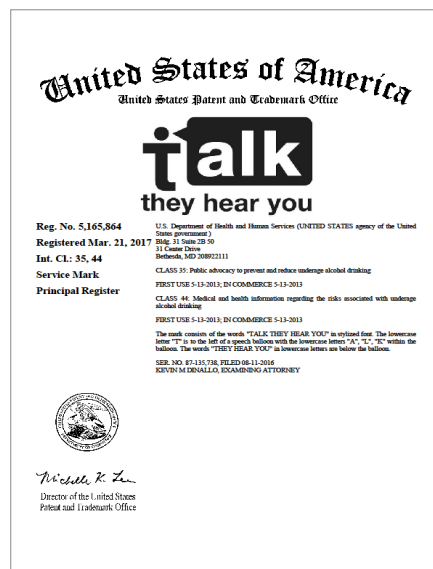 United States of America
United States Patent and Trademark Office
talk
they hear you
Reg. No. 5,165,864
Registered Mar. 21, 2017
Int. Cl.: 35, 44
Service Mark
Principal Register
U.S. Department of Health and Human Services (UNITED STATES agency of the United
States government )
Bldg. 31 Suite 2B 50
31 Center Drive
Bethesda, MD 208922111
CLASS 35: Public advocacy to prevent and reduce underage alcohol drinking
FIRST USE 5-13-2013; IN COMMERCE 5-13-2013
CLASS 44: Medical and health information regarding the risks associated with underage
alcohol drinking
FIRST USE 5-13-2013; IN COMMERCE 5-13-2013
The mark consists of the words "TALK THEY HEAR YOU" in stylized font. The lowercase
letter "T" is to the left of a speech balloon with the lowercase letters "A", "L", "K" within the
balloon. The words "THEY HEAR YOU" in lowercase letters are below the balloon.
SER. NO. 87-135,738, FILED 08-11-2016
KEVIN M DINALLO, EXAMINING ATTORNEY
Michelle K. Lee
Director of the United States
Patent and Trademark Office